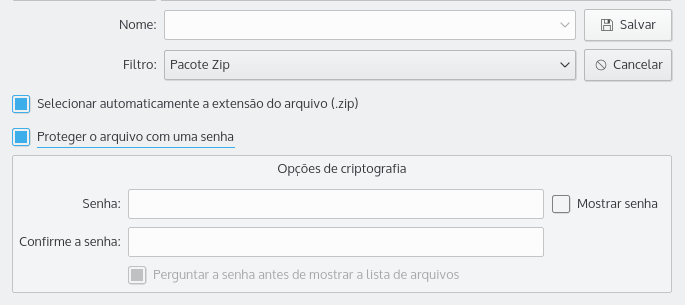 Nome:
Salvar
Filtro:
Pacote Zip
Cancelar
Selecionar automaticamente a extensão do arquivo (.zip)
Proteger o arquivo com uma senha
Opções de criptografia
Senha:
Mostrar senha
Confirme a senha:
Perguntar a senha antes de mostrar a lista de arquivos